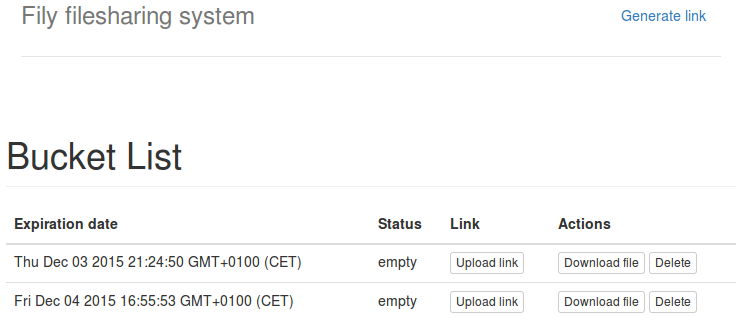 Fily filesharing system Generate link
Bucket List
Expiration date Status Link Actions
Thu Dec 03 2015 21:24:50 GMT+0100 (CET) empty Upload link Download file Delete
Fri Dec 04 2015 16:55:53 GMT+0100 (CET) empty Upload link Download file Delete